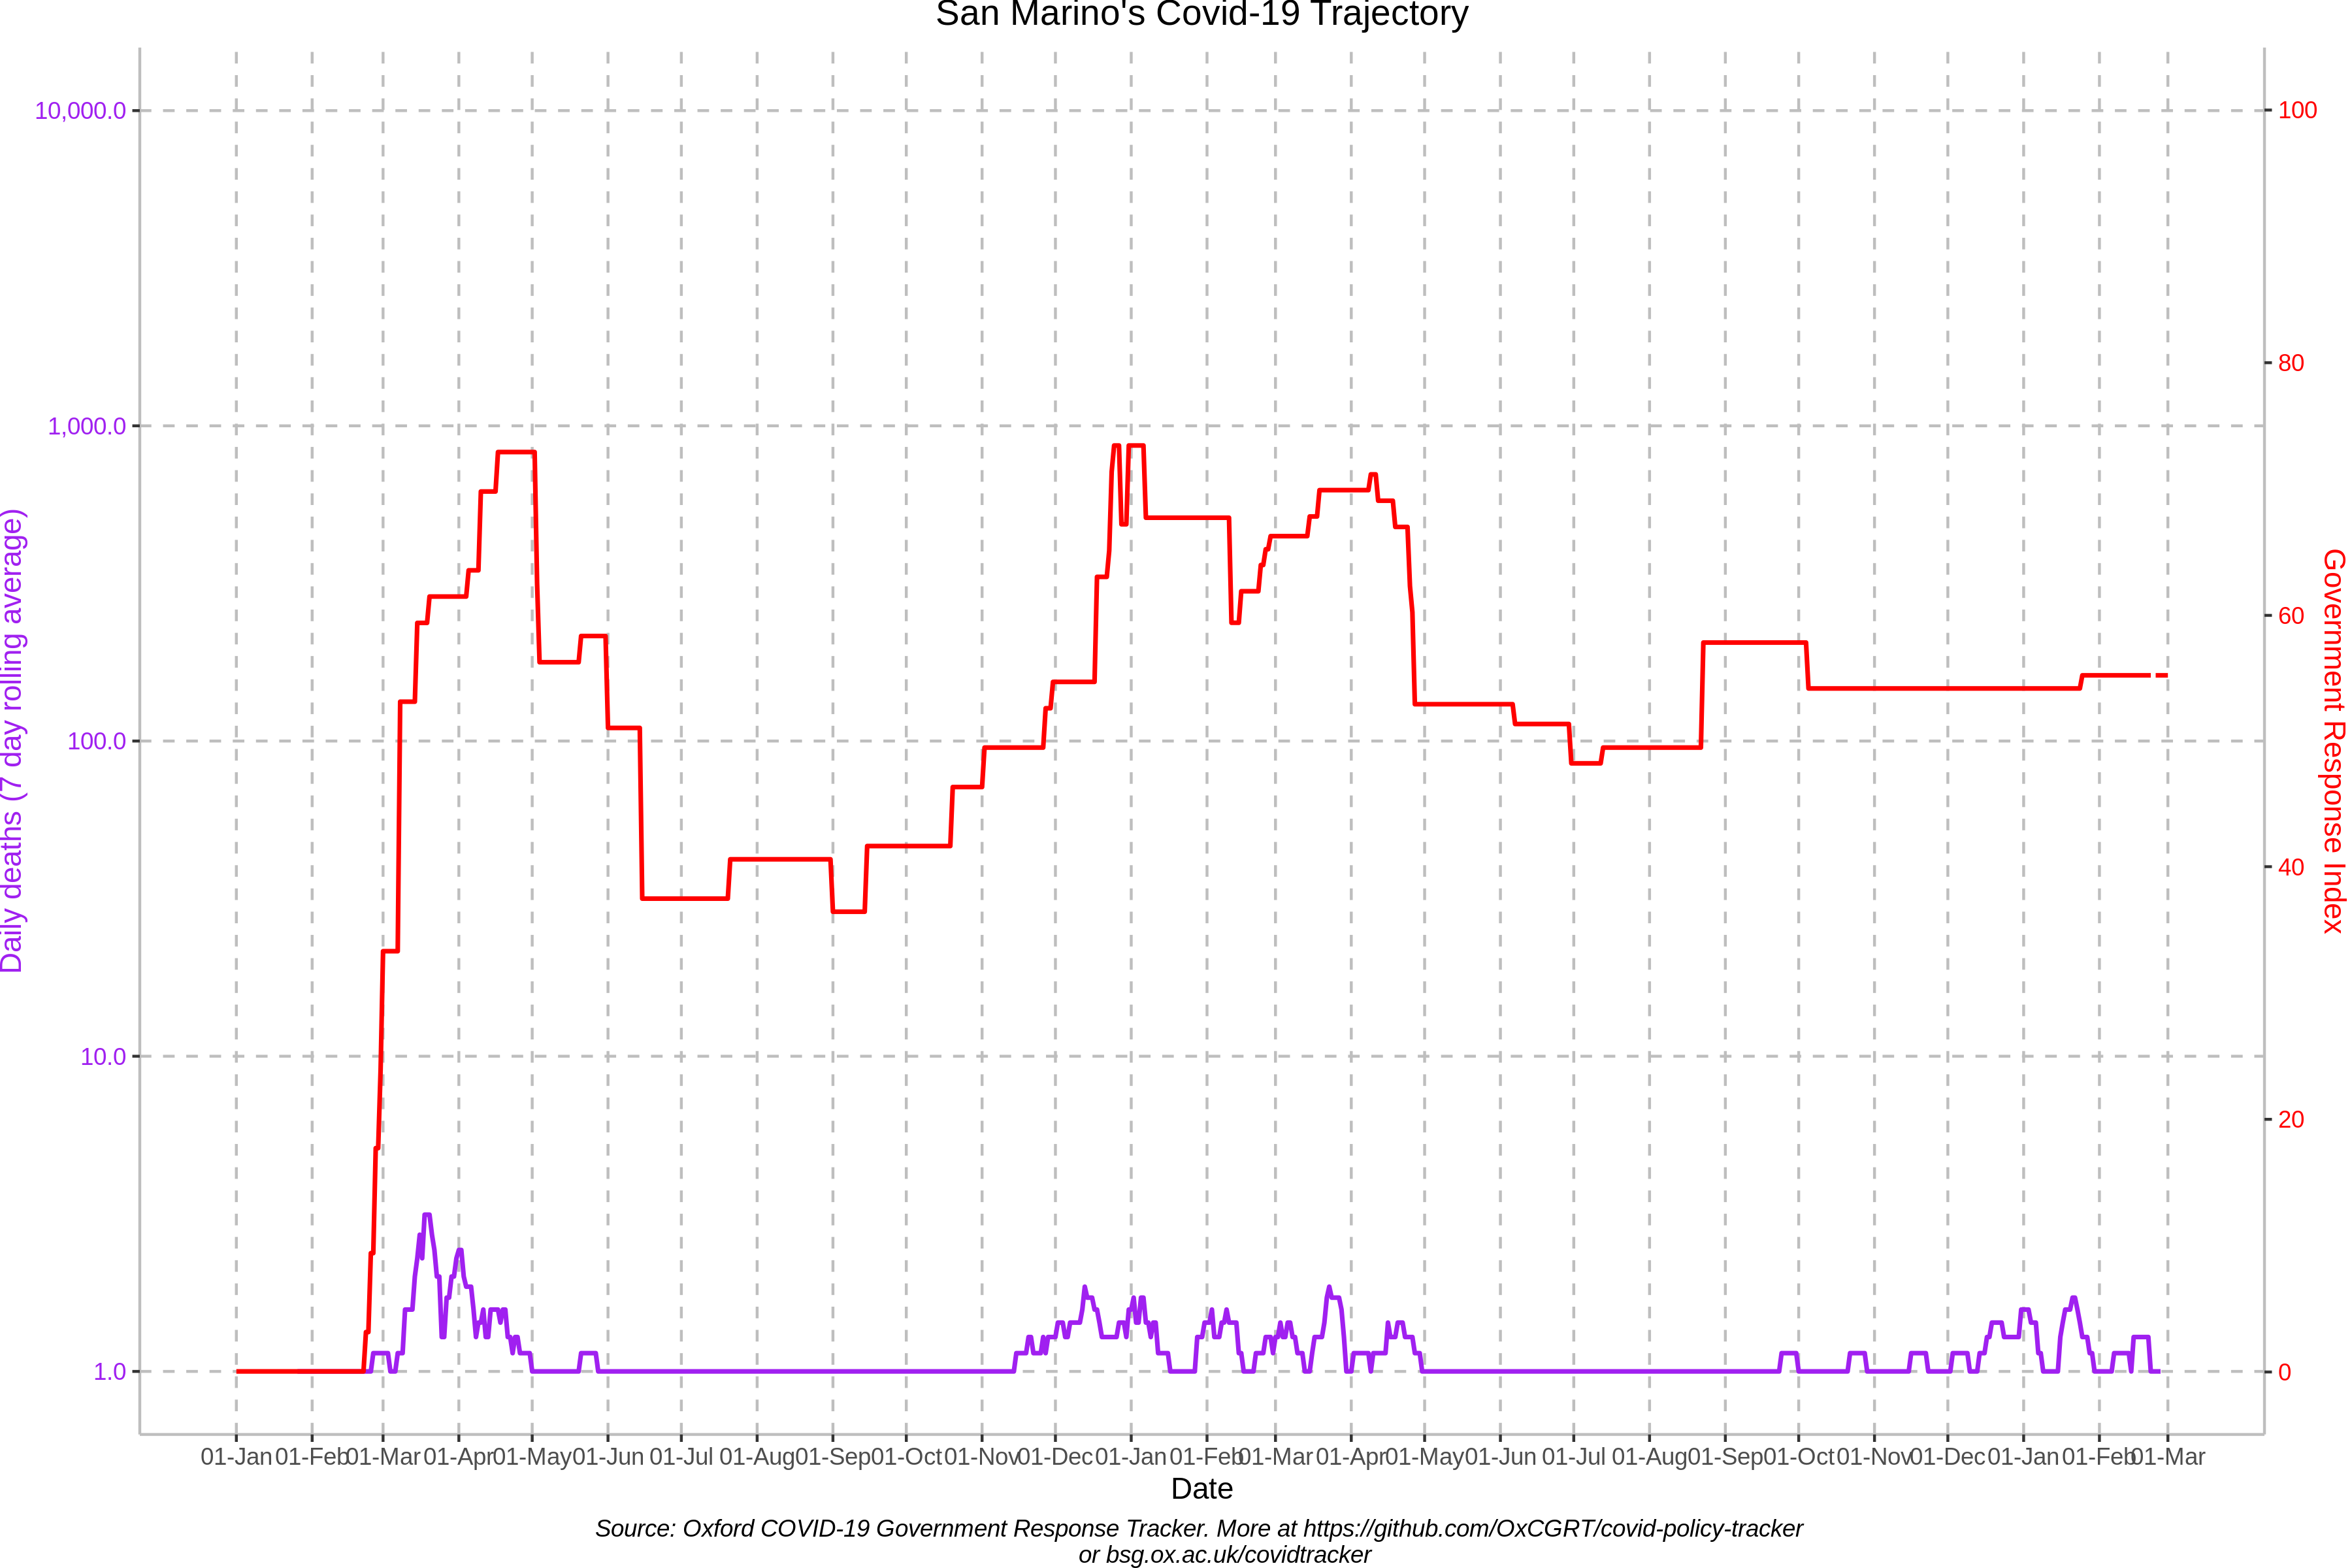 San Marino's Covid-19 Trajectory
10,000.0
1,000.0
100.0
10.0
1.0
Daily deaths (7 day rolling average)
100
80
60
40
20
0
Government Response Index
01-Jan 01-Feb 01-Mar 01-Apr 01-May 01-Jun 01-Jul 01-Aug 01-Sep 01-Oct 01-Nov 01-Dec 01-Jan 01-Feb 01-Mar 01-Apr 01-May 01-Jun 01-Jul 01-Aug 01-Sep 01-Oct 01-Nov 01-Dec 01-Jan 01-Feb 01-Mar
Date
Source: Oxford COVID-19 Government Response Tracker. More at https://github.com/OxCGRT/covid-policy-tracker
or bsg.ox.ac.uk/covidtracker